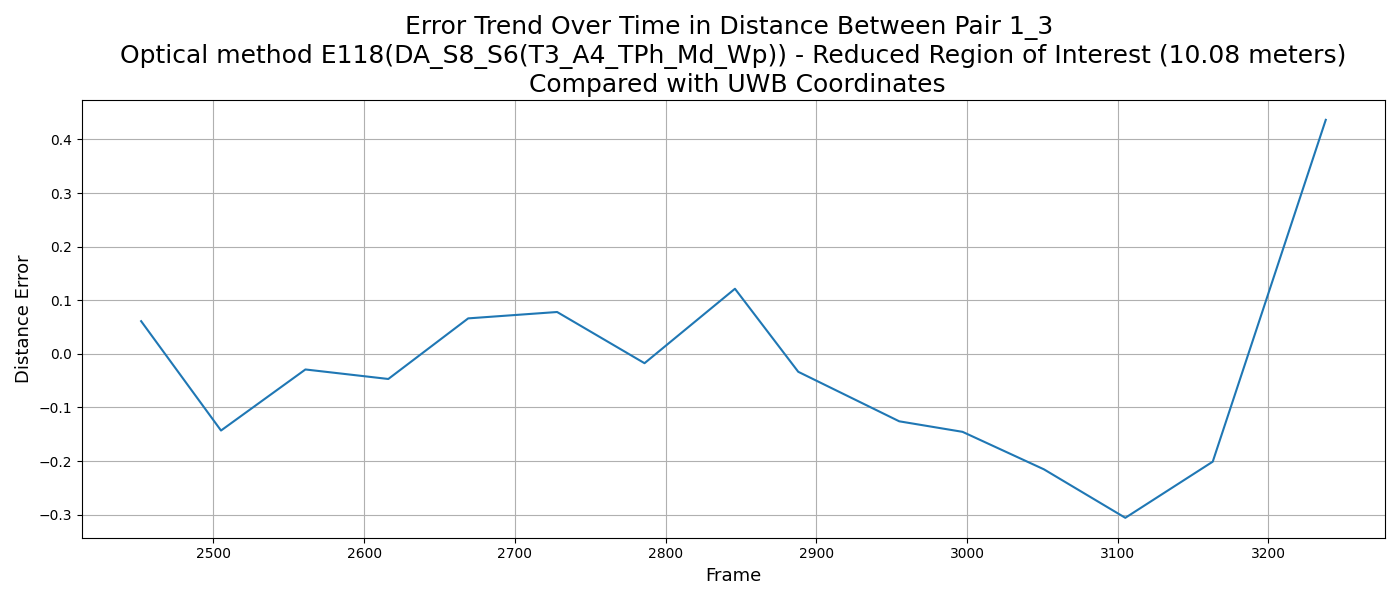 Error Trend Over Time in Distance Between Pair 1_3
Optical method E118(DA_S8_S6(T3_A4_TPh_Md_Wp)) - Reduced Region of Interest (10.08 meters)
Compared with UWB Coordinates
Distance Error
0.4
0.3
0.2
0.1
0.0
−0.1
−0.2
−0.3
2500 2600 2700 2800 2900 3000 3100 3200
Frame